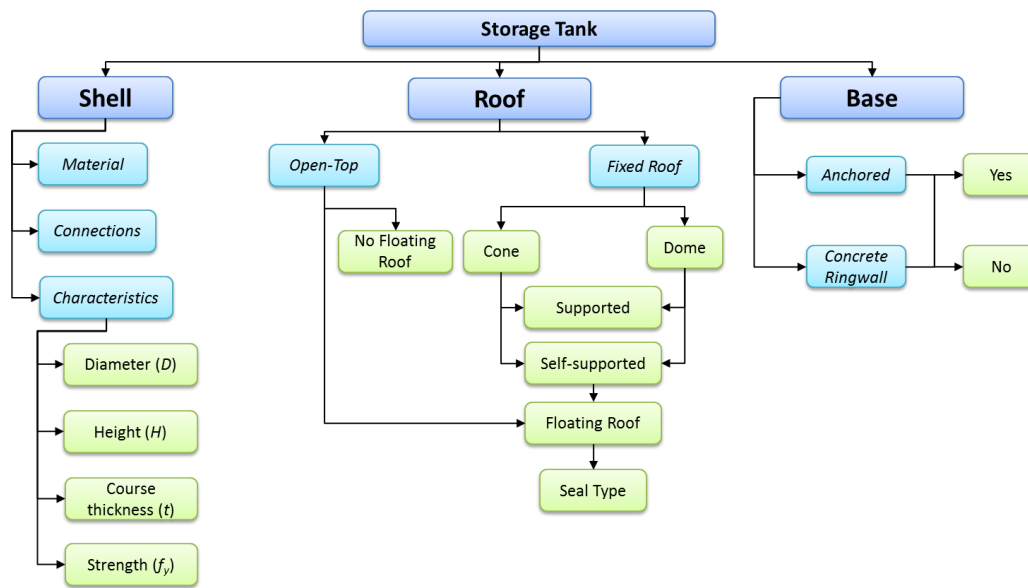 Storage Tank
Shell
Roof
Base
Material
Open-Top
Fixed Roof
Anchored
Yes
Connections
No Floating
Roof
Cone
Dome
Concrete
Ringwall
No
Characteristics
Supported
Diameter (D)
Self-supported
Height (H)
Floating Roof
Course
thickness (t)
Seal Type
Strength (fy)